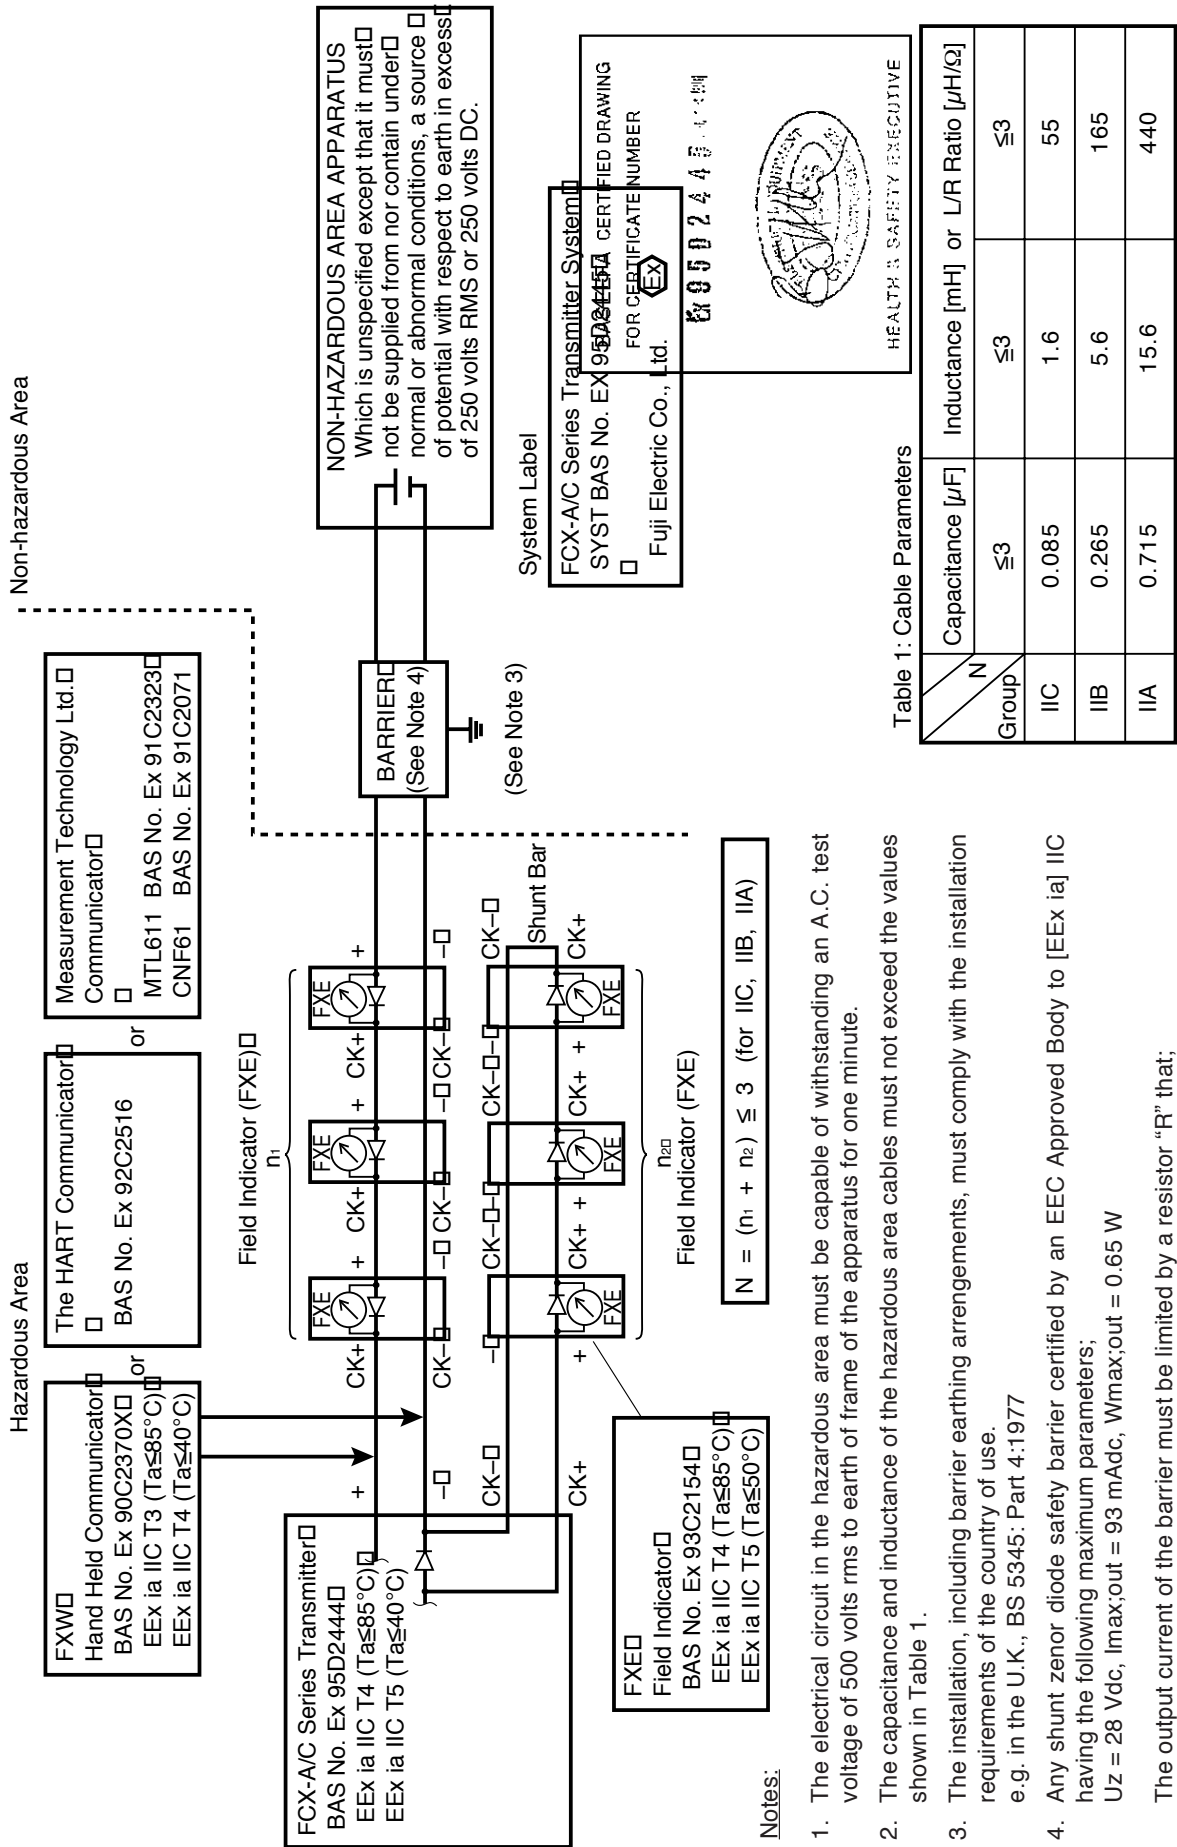 Hazardous Area
Non-hazardous Area
FXW
Hand Held Communicator
BAS No. Ex 90C2370X
EEx ia IIC T3 (Ta≤85°C)
EEx ia IIC T4 (Ta≤40°C)
or
The HART Communicator
BAS No. Ex 92C2516
or
Measurement Technology Ltd.
Communicator
MTL611 BAS No. Ex 91C2323
CNF61 BAS No. Ex 91C2071
Field Indicator (FXE)
n1
FCX-A/C Series Transmitter
BAS No. Ex 95D2444
EEx ia IIC T4 (Ta≤85°C)
EEx ia IIC T5 (Ta≤40°C)
+ CK+ FXE + CK+ FXE + CK+ FXE +
– CK– – CK– – CK– –
CK– – CK– – CK– – CK–
CK+ + FXE CK+ + FXE CK+ + FXE CK+
Shunt Bar
n2
Field Indicator (FXE)
BARRIER
(See Note 4)
(See Note 3)
NON-HAZARDOUS AREA APPARATUS
Which is unspecified except that it must
not be supplied from nor contain under
normal or abnormal conditions, a source
of potential with respect to earth in excess
of 250 volts RMS or 250 volts DC.
FXE
Field Indicator
BAS No. Ex 93C2154
EEx ia IIC T4 (Ta≤85°C)
EEx ia IIC T5 (Ta≤50°C)
N = (n1 + n2) ≤ 3 (for IIC, IIB, IIA)
System Label
FCX-A/C Series Transmitter System
SYST BAS No. EX 95D2445
Ex
Fuji Electric Co., Ltd.
CERTIFIED DRAWING
FOR CERTIFICATE NUMBER
HEALTH & SAFETY EXECUTIVE
Notes:
1. The electrical circuit in the hazardous area must be capable of withstanding an A.C. test
voltage of 500 volts rms to earth of frame of the apparatus for one minute.
2. The capacitance and inductance of the hazardous area cables must not exceed the values
shown in Table 1.
3. The installation, including barrier earthing arrengements, must comply with the installation
requirements of the country of use.
e.g. in the U.K., BS 5345: Part 4:1977
4. Any shunt zenor diode safety barrier certified by an EEC Approved Body to [EEx ia] IIC
having the following maximum parameters;
Uz = 28 Vdc, Imax;out = 93 mAdc, Wmax;out = 0.65 W
The output current of the barrier must be limited by a resistor “R” that;
Table 1: Cable Parameters
N Group Capacitance [µF] Inductance [mH] or L/R Ratio [µH/Ω]
≤3 ≤3 ≤3
IIC 0.085 1.6 55
IIB 0.265 5.6 165
IIA 0.715 15.6 440